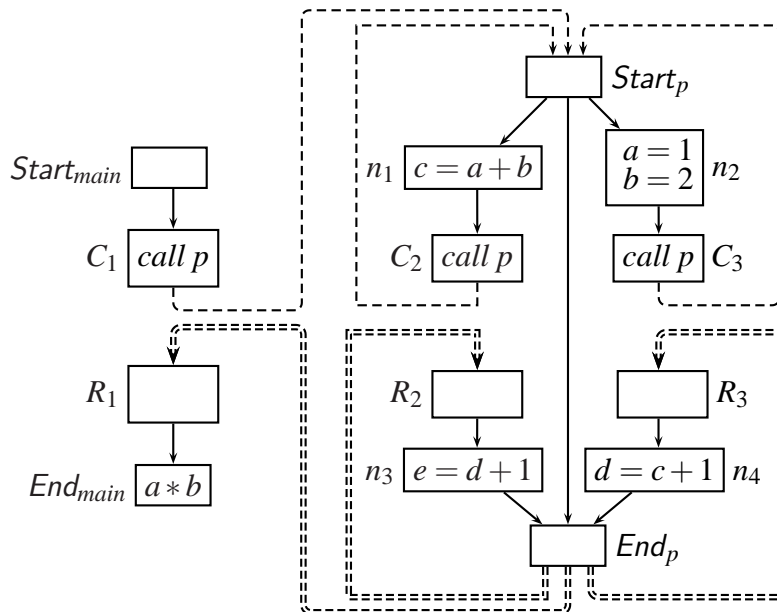 Start_p
Start_main
n_1 c = a + b
a = 1
b = 2 n_2
C_1 call p
C_2 call p
call p C_3
R_1
R_2
R_3
End_main a * b
n_3 e = d + 1
d = c + 1 n_4
End_p